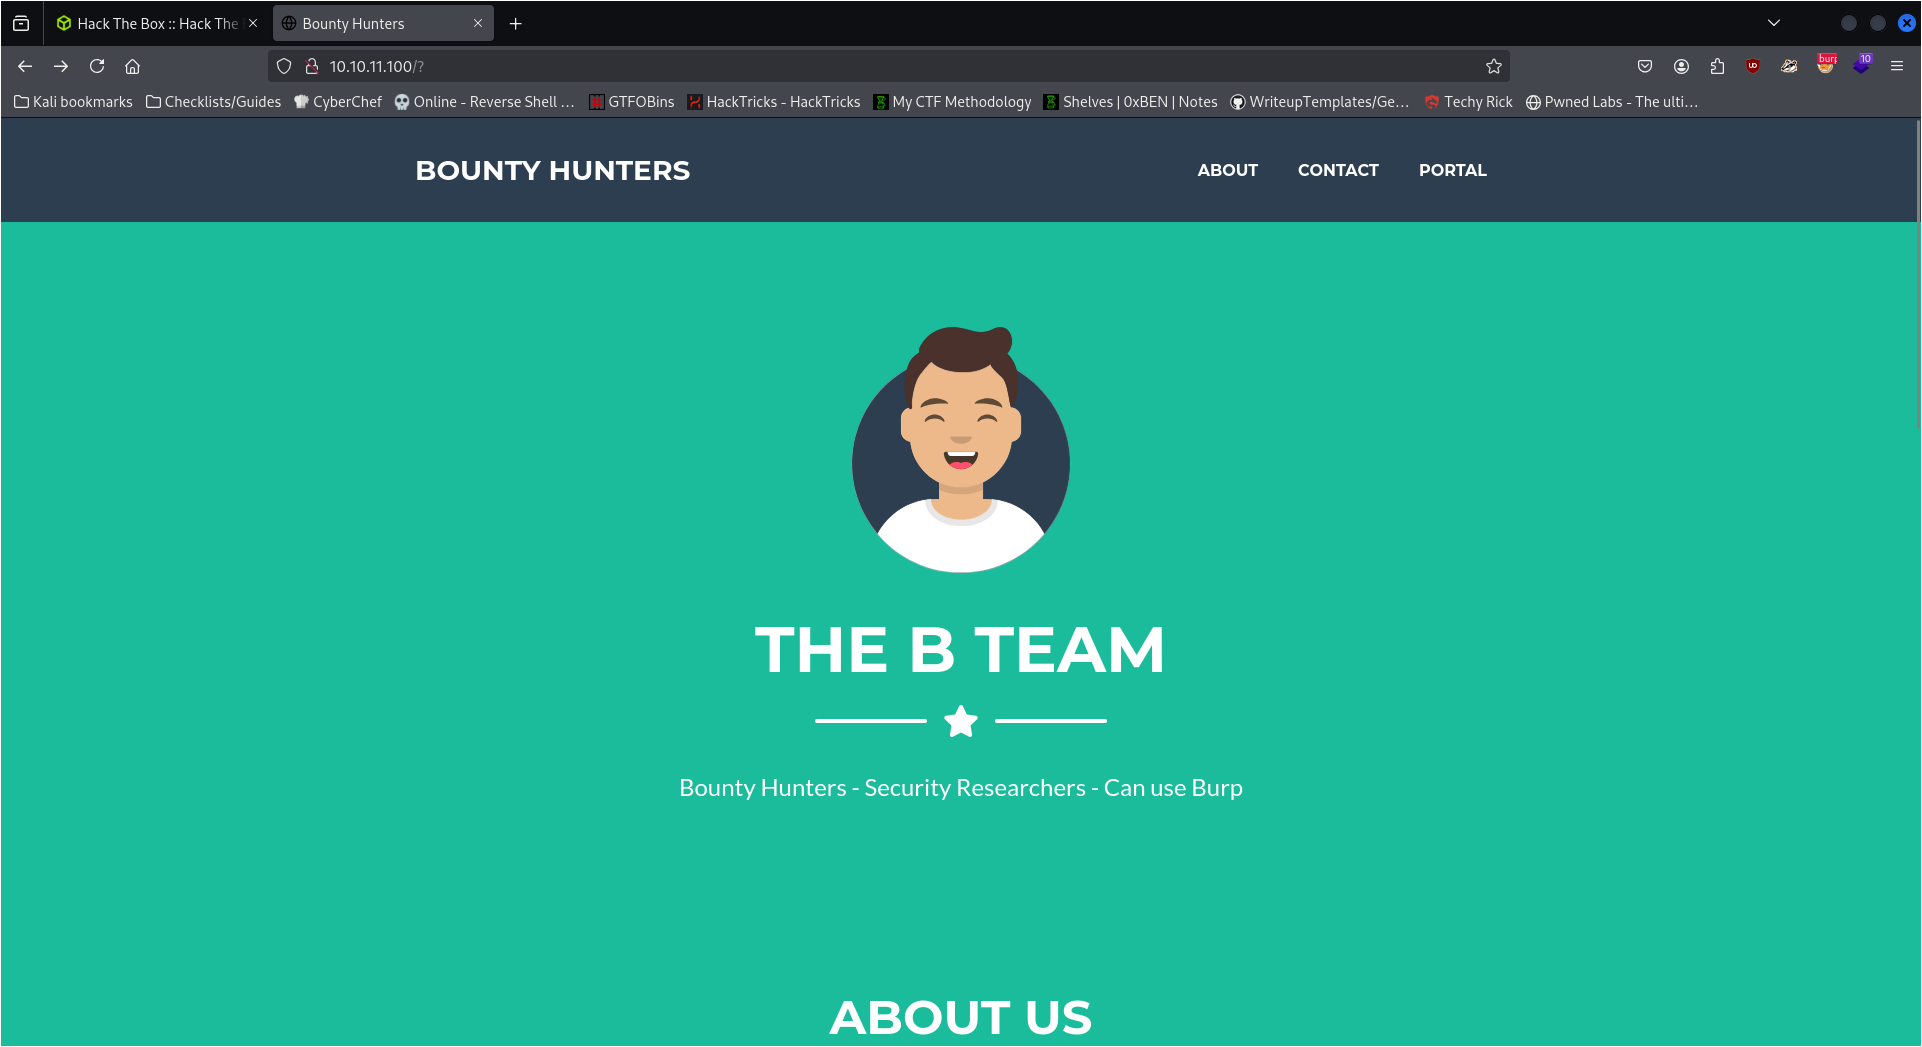 Hack The Box :: Hack The
Bounty Hunters
10.10.11.100/?
burp
10
Kali bookmarks
Checklists/Guides
CyberChef
Online - Reverse Shell ...
GTFOBins
HackTricks - HackTricks
My CTF Methodology
Shelves | 0xBEN | Notes
WriteupTemplates/Ge...
Techy Rick
Pwned Labs - The ulti...
BOUNTY HUNTERS
ABOUT
CONTACT
PORTAL
THE B TEAM
Bounty Hunters - Security Researchers - Can use Burp
ABOUT US